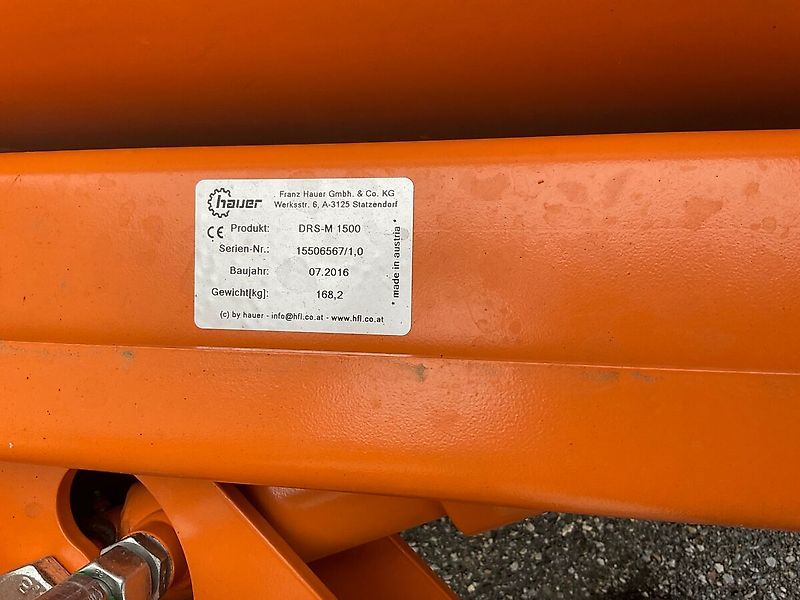 hauer
Franz Hauer Gmbh. & Co. KG
Werksstr. 6, A-3125 Statzendorf
CE Produkt: DRS-M 1500
Serien-Nr.: 15506567/1,0
Baujahr: 07.2016
Gewicht[kg]: 168,2
* made in austria *
(c) by hauer - info@hfl.co.at - www.hfl.co.at
8